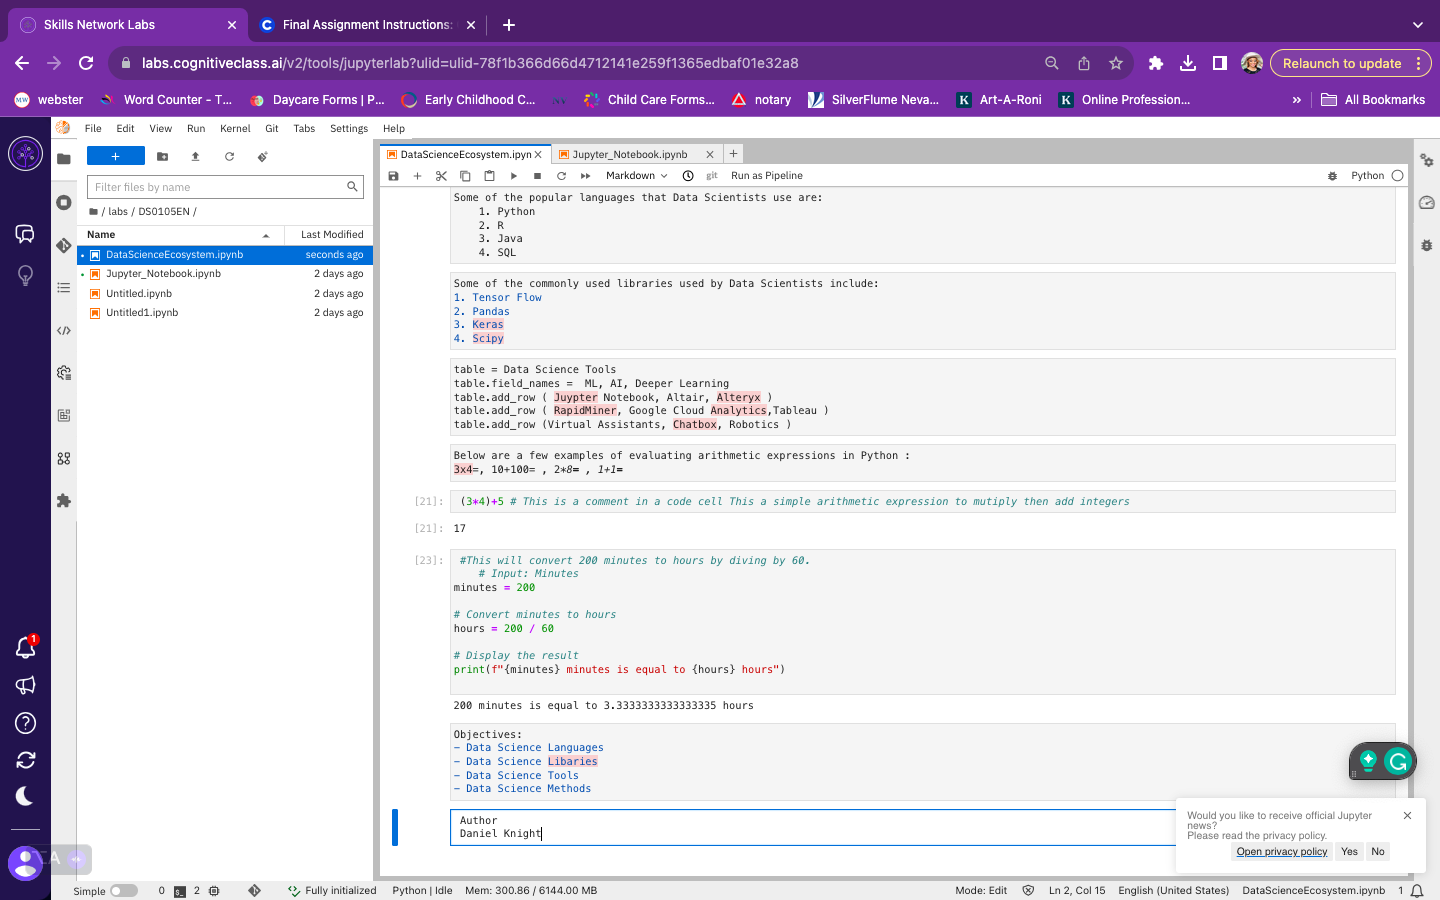 Skills Network Labs
Final Assignment Instructions:
labs.cognitiveclass.ai/v2/tools/jupyterlab?ulid=ulid-78f1b366d66d4712141e259f1365edbaf01e32a8
Relaunch to update
webster
Word Counter - T...
Daycare Forms | P...
Early Childhood C...
Child Care Forms...
notary
SilverFlume Neva...
Art-A-Roni
Online Profession...
»
All Bookmarks
File Edit View Run Kernel Git Tabs Settings Help
DataScienceEcosystem.ipyn
Jupyter_Notebook.ipynb
Markdown
git
Run as Pipeline
Python
Filter files by name
/ labs / DS0105EN /
Name Last Modified
DataScienceEcosystem.ipynb seconds ago
Jupyter_Notebook.ipynb 2 days ago
Untitled.ipynb 2 days ago
Untitled1.ipynb 2 days ago
Some of the popular languages that Data Scientists use are:
1. Python
2. R
3. Java
4. SQL
Some of the commonly used libraries used by Data Scientists include:
1. Tensor Flow
2. Pandas
3. Keras
4. Scipy
table = Data Science Tools
table.field_names =  ML, AI, Deeper Learning
table.add_row ( Juypter Notebook, Altair, Alteryx )
table.add_row ( RapidMiner, Google Cloud Analytics,Tableau )
table.add_row (Virtual Assistants, Chatbox, Robotics )
Below are a few examples of evaluating arithmetic expressions in Python :
3x4=, 10+100= , 2*8= , 1+1=
[21]: (3*4)+5 # This is a comment in a code cell This a simple arithmetic expression to mutiply then add integers
[21]: 17
[23]: #This will convert 200 minutes to hours by diving by 60.
# Input: Minutes
minutes = 200
# Convert minutes to hours
hours = 200 / 60
# Display the result
print(f"{minutes} minutes is equal to {hours} hours")
200 minutes is equal to 3.3333333333333335 hours
Objectives:
- Data Science Languages
- Data Science Libaries
- Data Science Tools
- Data Science Methods
Author
Daniel Knight
1
Would you like to receive official Jupyter
news?
Please read the privacy policy.
Open privacy policy Yes No
Simple 0 2 Fully initialized Python | Idle Mem: 300.86 / 6144.00 MB Mode: Edit Ln 2, Col 15 English (United States) DataScienceEcosystem.ipynb 1